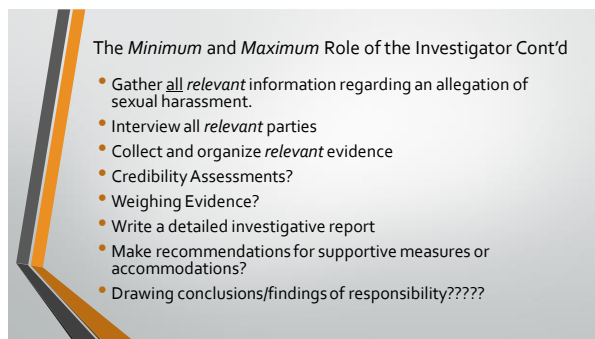 The Minimum and Maximum Role of the Investigator Cont'd
• Gather all relevant information regarding an allegation of
sexual harassment.
• Interview all relevant parties
• Collect and organize relevant evidence
• Credibility Assessments?
• Weighing Evidence?
• Write a detailed investigative report
• Make recommendations for supportive measures or
accommodations?
• Drawing conclusions/findings of responsibility?????